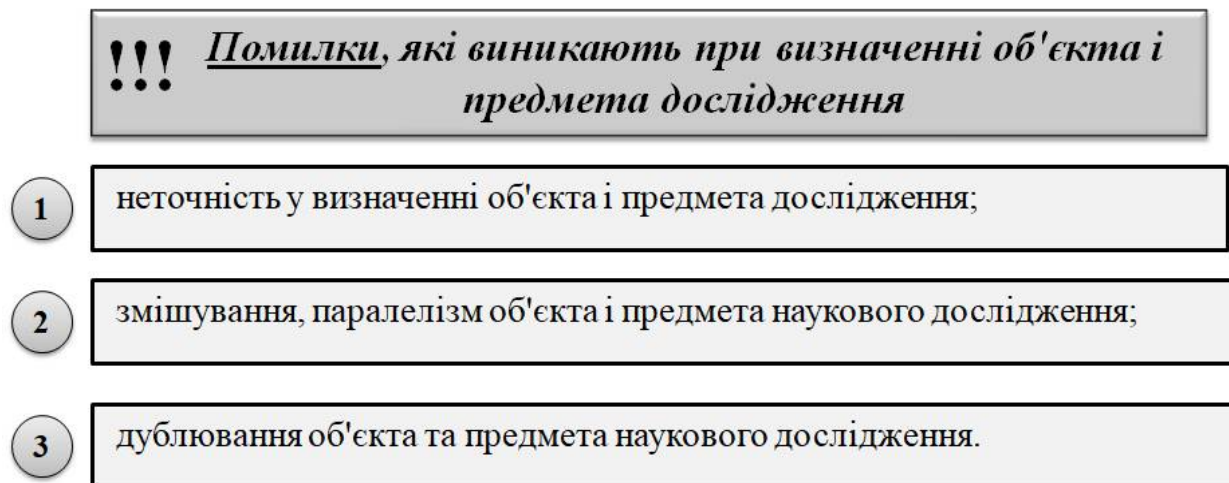 !!! Помилки, які виникають при визначенні об'єкта і
предмета дослідження
1 неточність у визначенні об'єкта і предмета дослідження;
2 змішування, паралелізм об'єкта і предмета наукового дослідження;
3 дублювання об'єкта та предмета наукового дослідження.